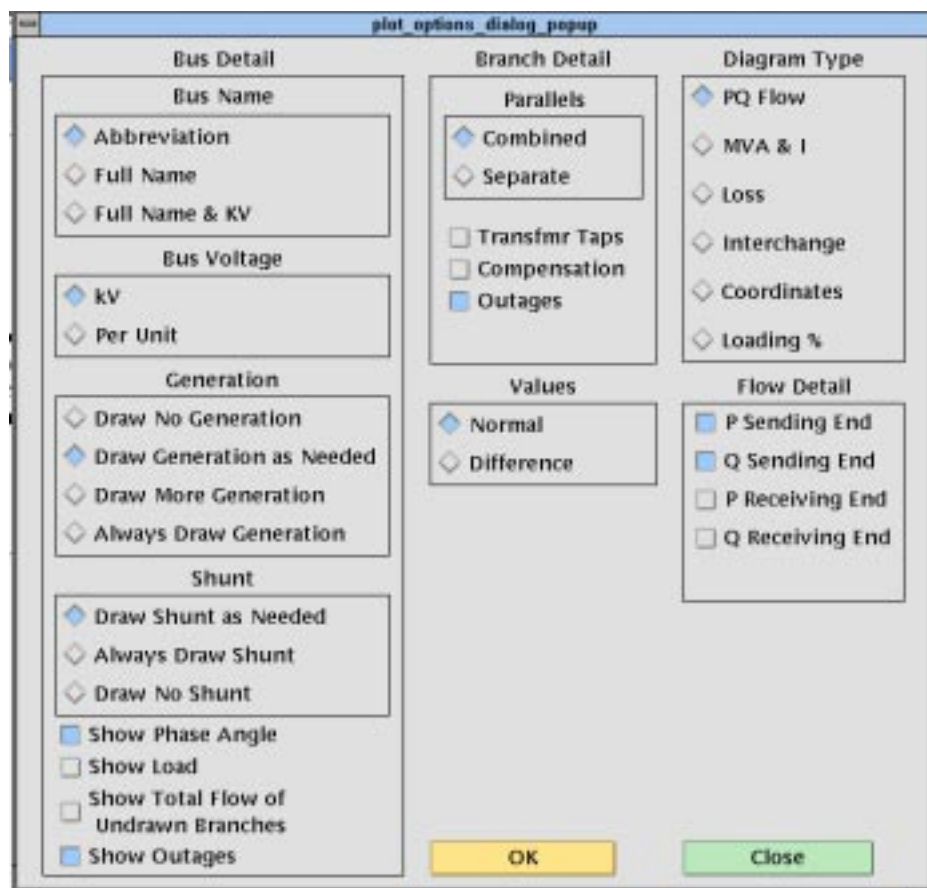 plot_options_dialog_popup
Bus Detail
Bus Name
Abbreviation
Full Name
Full Name & KV
Bus Voltage
kV
Per Unit
Generation
Draw No Generation
Draw Generation as Needed
Draw More Generation
Always Draw Generation
Shunt
Draw Shunt as Needed
Always Draw Shunt
Draw No Shunt
Show Phase Angle
Show Load
Show Total Flow of
Undrawn Branches
Show Outages
Branch Detail
Parallels
Combined
Separate
Transfmr Taps
Compensation
Outages
Values
Normal
Difference
OK
Diagram Type
PQ Flow
MVA & I
Loss
Interchange
Coordinates
Loading %
Flow Detail
P Sending End
Q Sending End
P Receiving End
Q Receiving End
Close